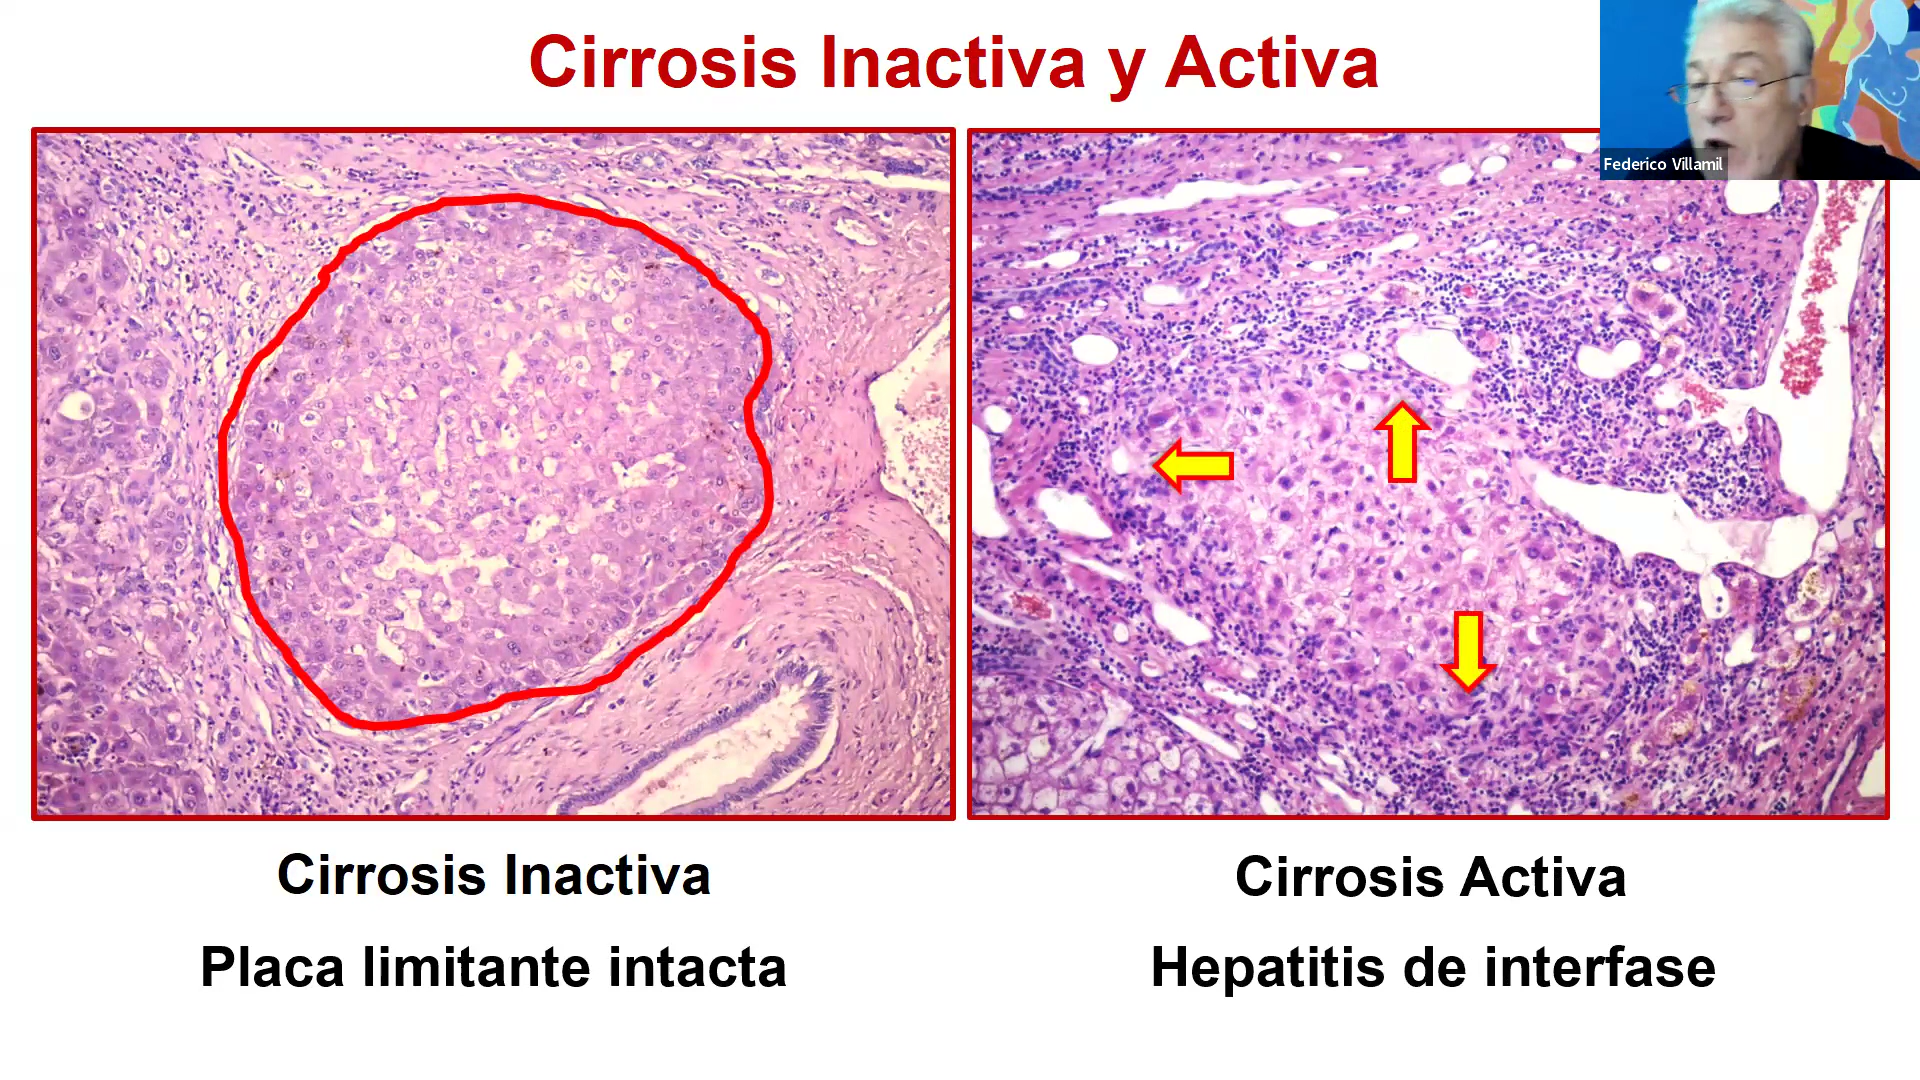 Cirrosis Inactiva y Activa
Federico Villamil
Cirrosis Inactiva
Placa limitante intacta
Cirrosis Activa
Hepatitis de interfase